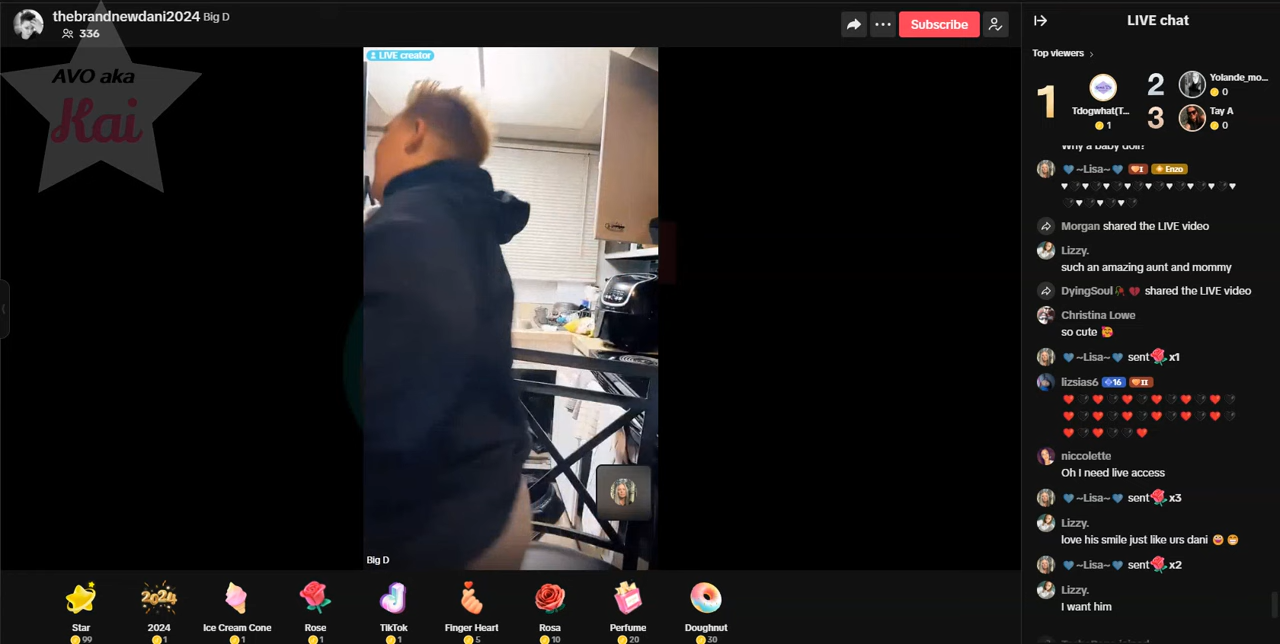 thebrandnewdani2024 Big D
336
Subscribe
LIVE chat
AVO aka
Kai
LIVE creator
Top viewers
1
Tdogwhat(T...
1
2
Yolande_mo...
0
3
Tay A
0
Why a baby doll?
~Lisa~ I Enzo
Morgan shared the LIVE video
Lizzy.
such an amazing aunt and mommy
DyingSoul shared the LIVE video
Christina Lowe
so cute
~Lisa~ sent x1
lizsias6 16 II
niccolette
Oh I need live access
~Lisa~ sent x3
Lizzy.
love his smile just like urs dani
~Lisa~ sent x2
Lizzy.
I want him
Big D
2024
Star
99
2024
1
Ice Cream Cone
1
Rose
1
TikTok
1
Finger Heart
5
Rosa
10
Perfume
20
Doughnut
30